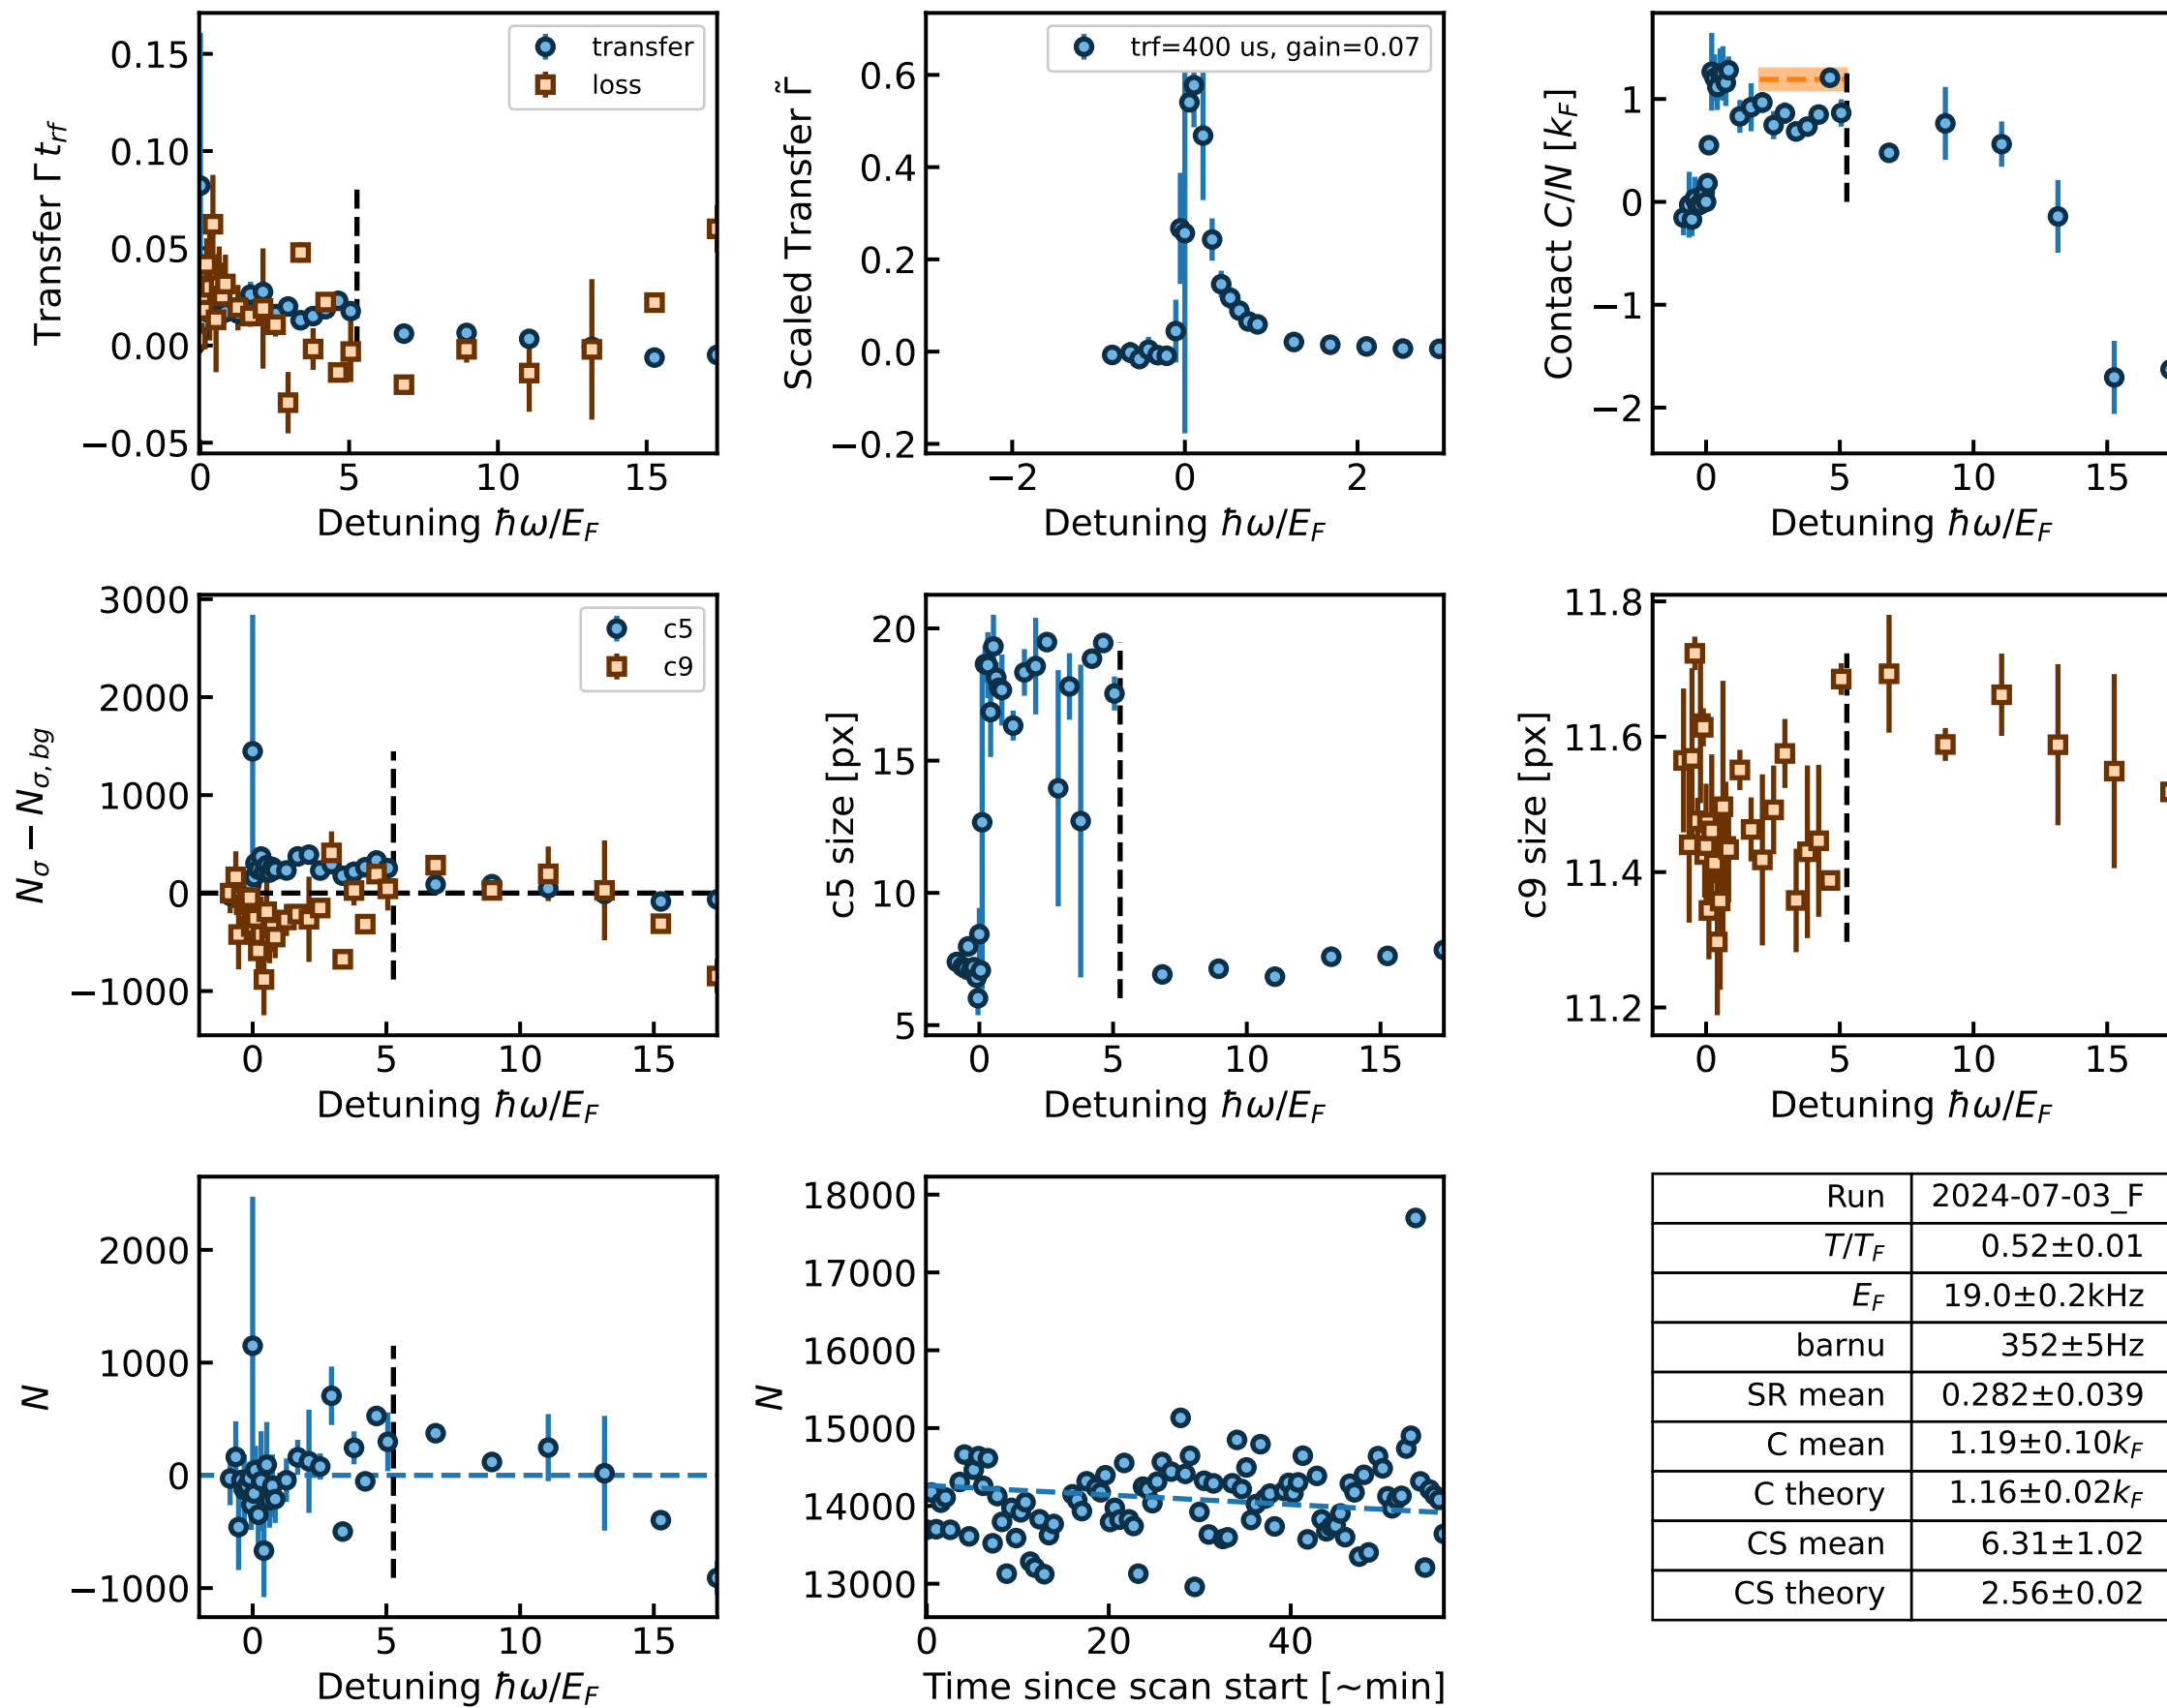 0.15
0.10
0.05
0.00
−0.05
Transfer Γ t_rf
transfer
loss
0 5 10 15
Detuning ħω/E_F
0.6
0.4
0.2
0.0
−0.2
Scaled Transfer Γ̃
trf=400 us, gain=0.07
−2 0 2
Detuning ħω/E_F
1
0
−1
−2
Contact C/N [k_F]
0 5 10 15
Detuning ħω/E_F
3000
2000
1000
0
−1000
N_σ − N_σ,bg
c5
c9
0 5 10 15
Detuning ħω/E_F
20
15
10
5
c5 size [px]
0 5 10 15
Detuning ħω/E_F
11.8
11.6
11.4
11.2
c9 size [px]
0 5 10 15
Detuning ħω/E_F
2000
1000
0
−1000
N
0 5 10 15
Detuning ħω/E_F
18000
17000
16000
15000
14000
13000
N
0 20 40
Time since scan start [~min]
Run 2024-07-03_F
T/T_F 0.52±0.01
E_F 19.0±0.2kHz
barnu 352±5Hz
SR mean 0.282±0.039
C mean 1.19±0.10k_F
C theory 1.16±0.02k_F
CS mean 6.31±1.02
CS theory 2.56±0.02